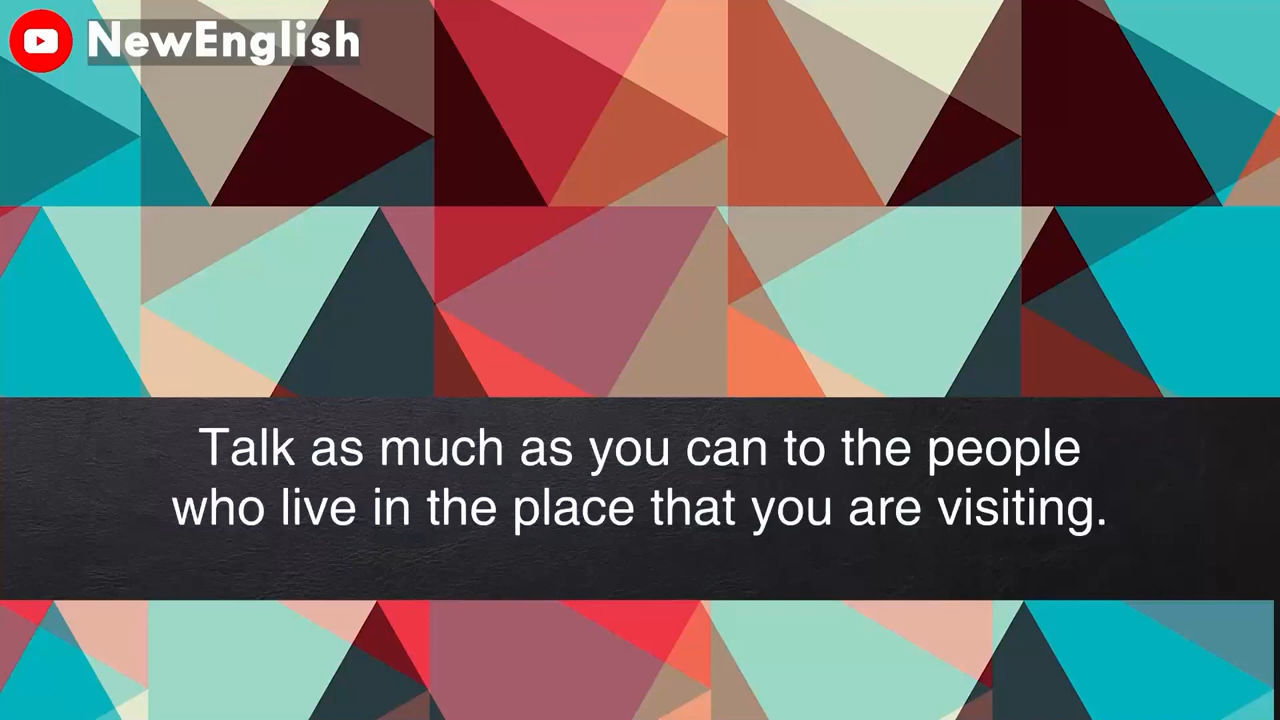 NewEnglish
Talk as much as you can to the people
who live in the place that you are visiting.